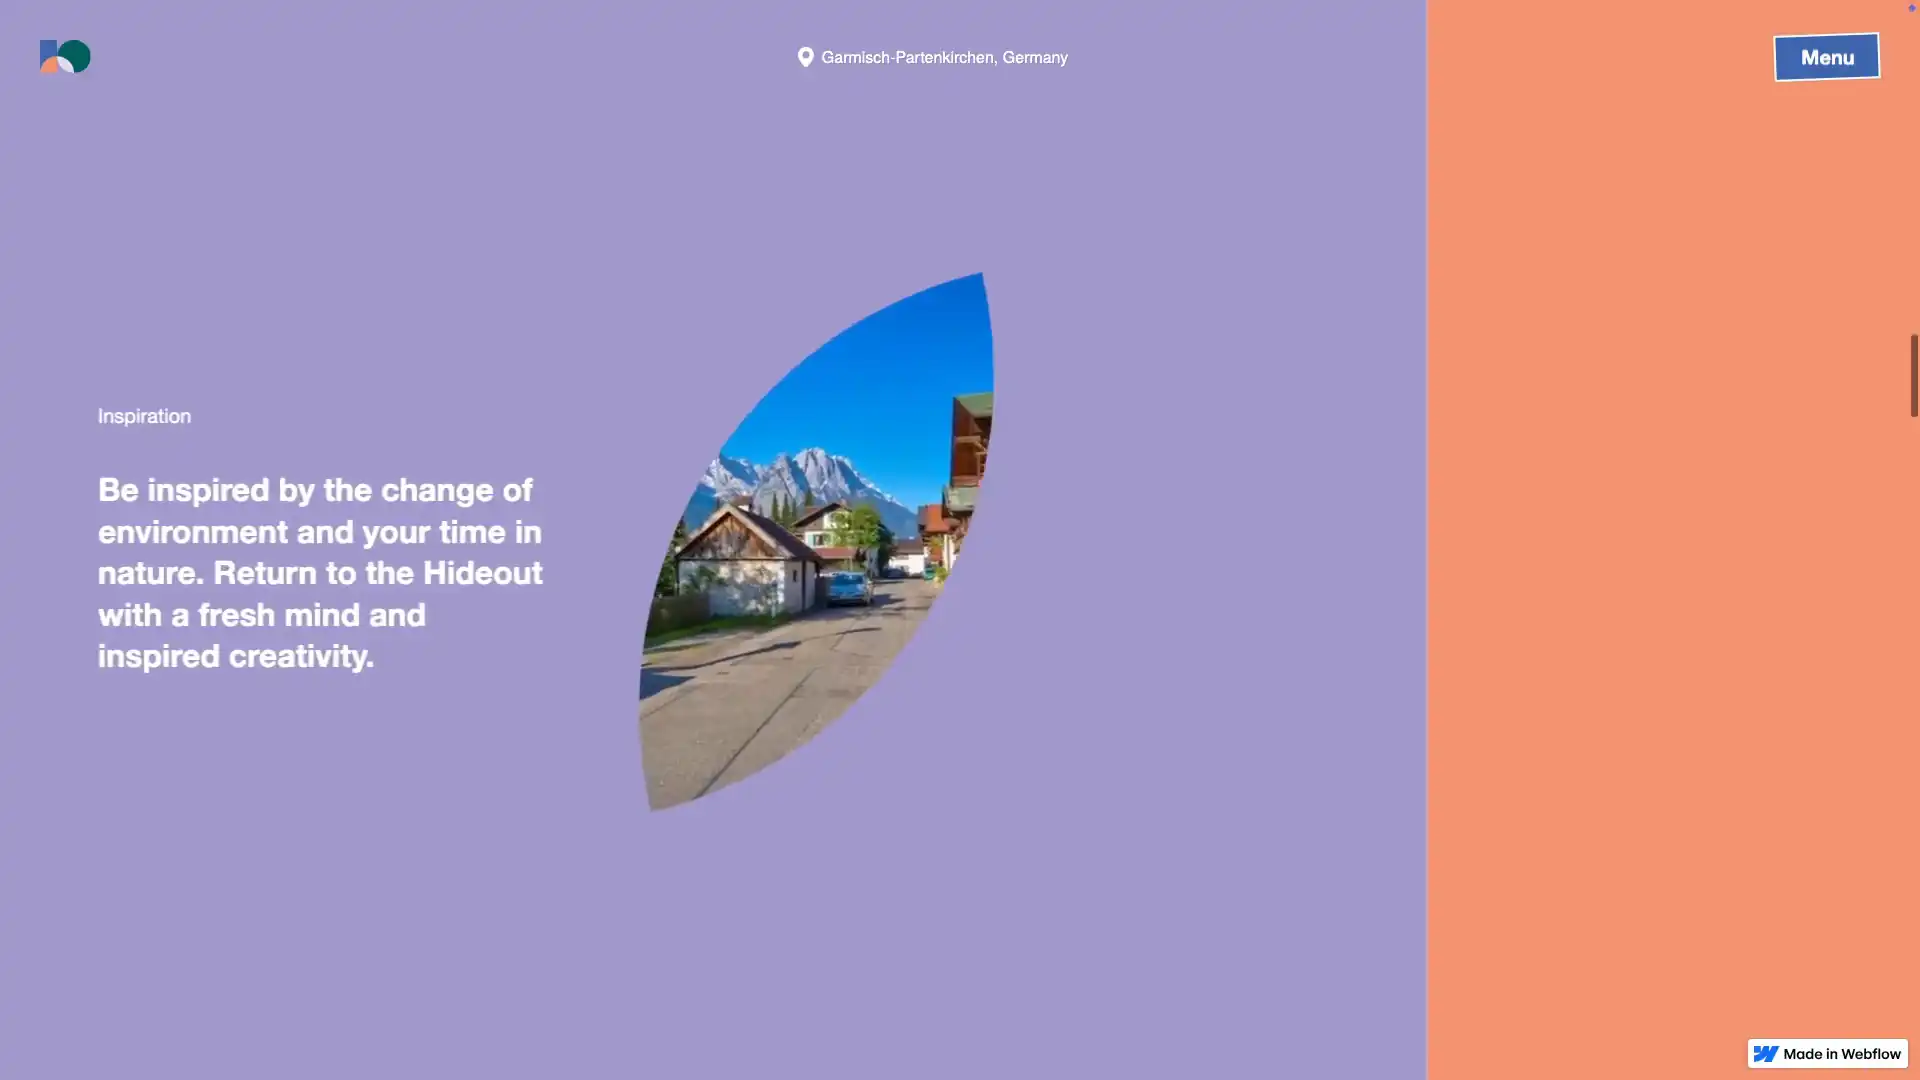 Garmisch-Partenkirchen, Germany
Menu
Inspiration
Be inspired by the change of
environment and your time in
nature. Return to the Hideout
with a fresh mind and
inspired creativity.
Made in Webflow